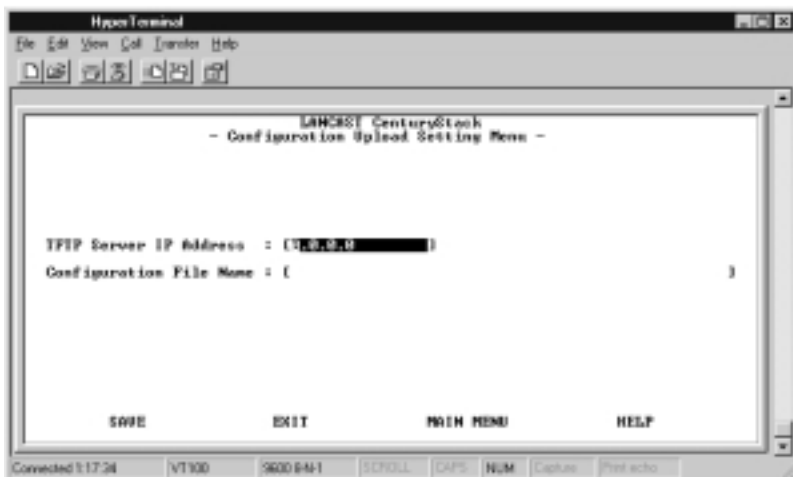 HyperTerminal
File Edit View Call Transfer Help
LANCAST CenturyStack
- Configuration Upload Setting Menu -
TFTP Server IP Address : [0.0.0.0 ]
Configuration File Name : [ ]
SAVE EXIT MAIN MENU HELP
Connected 1:17:34 VT100 9600 8-N-1 SCROLL CAPS NUM Capture Print echo